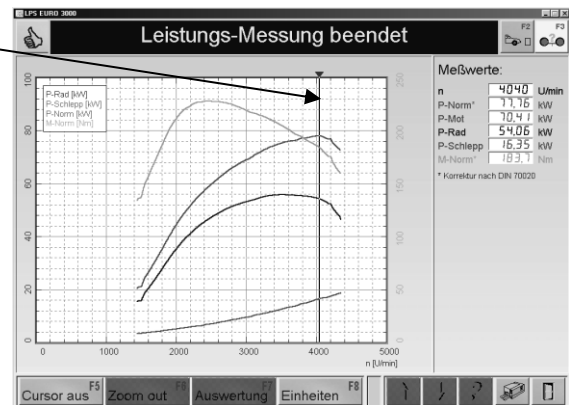 LPS EURO 3000
Leistungs-Messung beendet
F2
F3
P-Rad [kW]
P-Schlepp [kW]
P-Norm [kW]
M-Norm [Nm]
100
80
60
40
20
0
250
200
150
100
50
0
0
1000
2000
3000
4000
5000
n [U/min]
Meßwerte:
n 4040 U/min
P-Norm* 77,76 kW
P-Mot 70,41 kW
P-Rad 54,06 kW
P-Schlepp 16,35 kW
M-Norm* 183,7 Nm
* Korrektur nach DIN 70020
Cursor aus F5
Zoom out F6
Auswertung F7
Einheiten F8